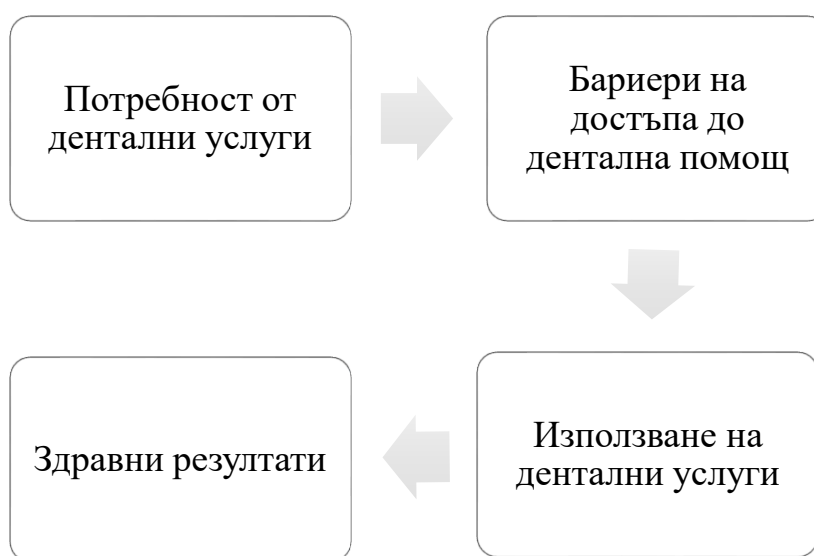 Потребност от
дентални услуги
Бариери на
достъпа до
дентална помощ
Използване на
дентални услуги
Здравни резултати